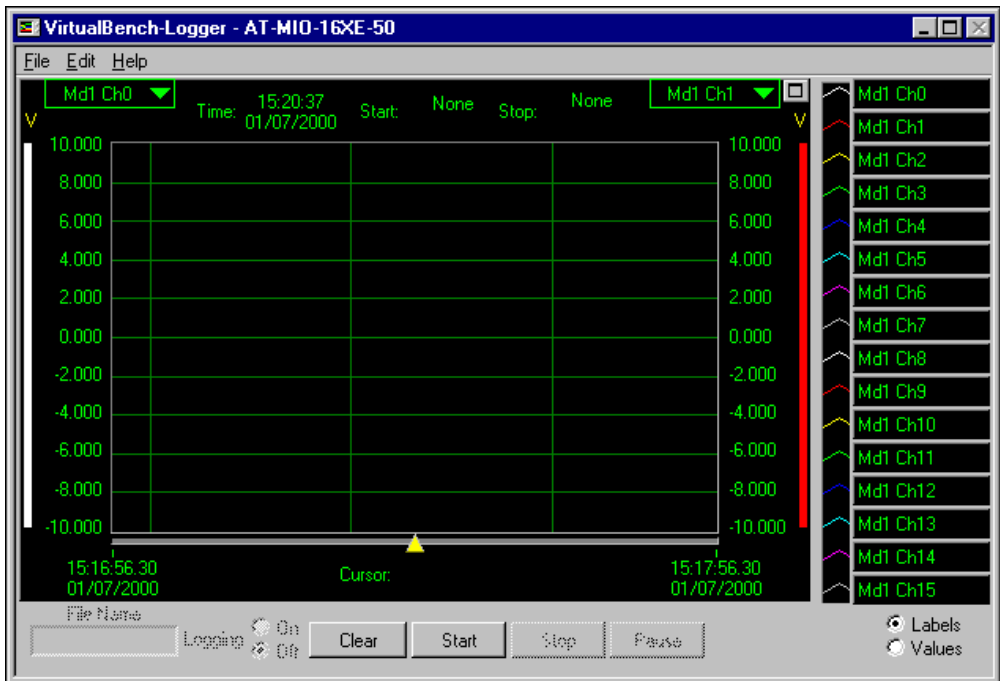 VirtualBench-Logger - AT-MIO-16XE-50
File Edit Help
Md1 Ch0
Time: 15:20:37 01/07/2000 Start: None Stop: None
Md1 Ch1
V
V
10.000
8.000
6.000
4.000
2.000
0.000
-2.000
-4.000
-6.000
-8.000
-10.000
10.000
8.000
6.000
4.000
2.000
0.000
-2.000
-4.000
-6.000
-8.000
-10.000
15:16:56.30
01/07/2000
Cursor:
15:17:56.30
01/07/2000
Md1 Ch0
Md1 Ch1
Md1 Ch2
Md1 Ch3
Md1 Ch4
Md1 Ch5
Md1 Ch6
Md1 Ch7
Md1 Ch8
Md1 Ch9
Md1 Ch10
Md1 Ch11
Md1 Ch12
Md1 Ch13
Md1 Ch14
Md1 Ch15
File Name
Logging On Off
Clear Start Stop Pause
Labels
Values